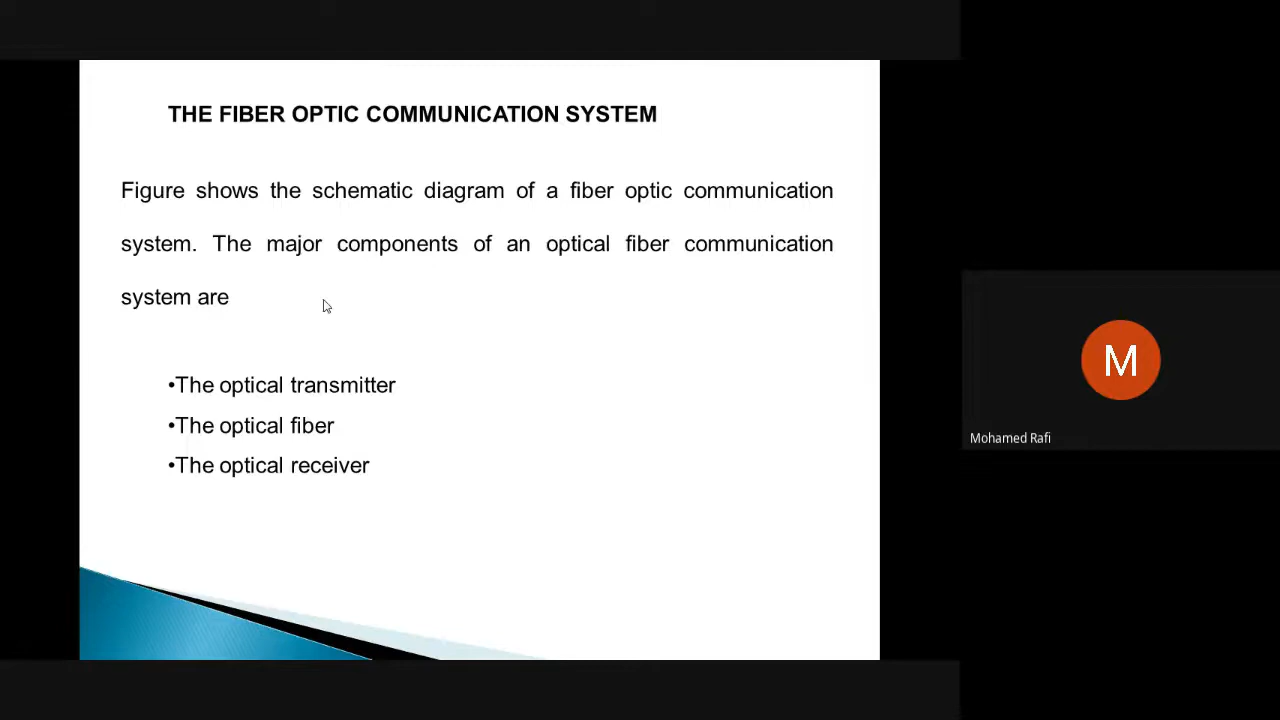 THE FIBER OPTIC COMMUNICATION SYSTEM
Figure shows the schematic diagram of a fiber optic communication
system. The major components of an optical fiber communication
system are
•The optical transmitter
•The optical fiber
•The optical receiver
M
Mohamed Rafi